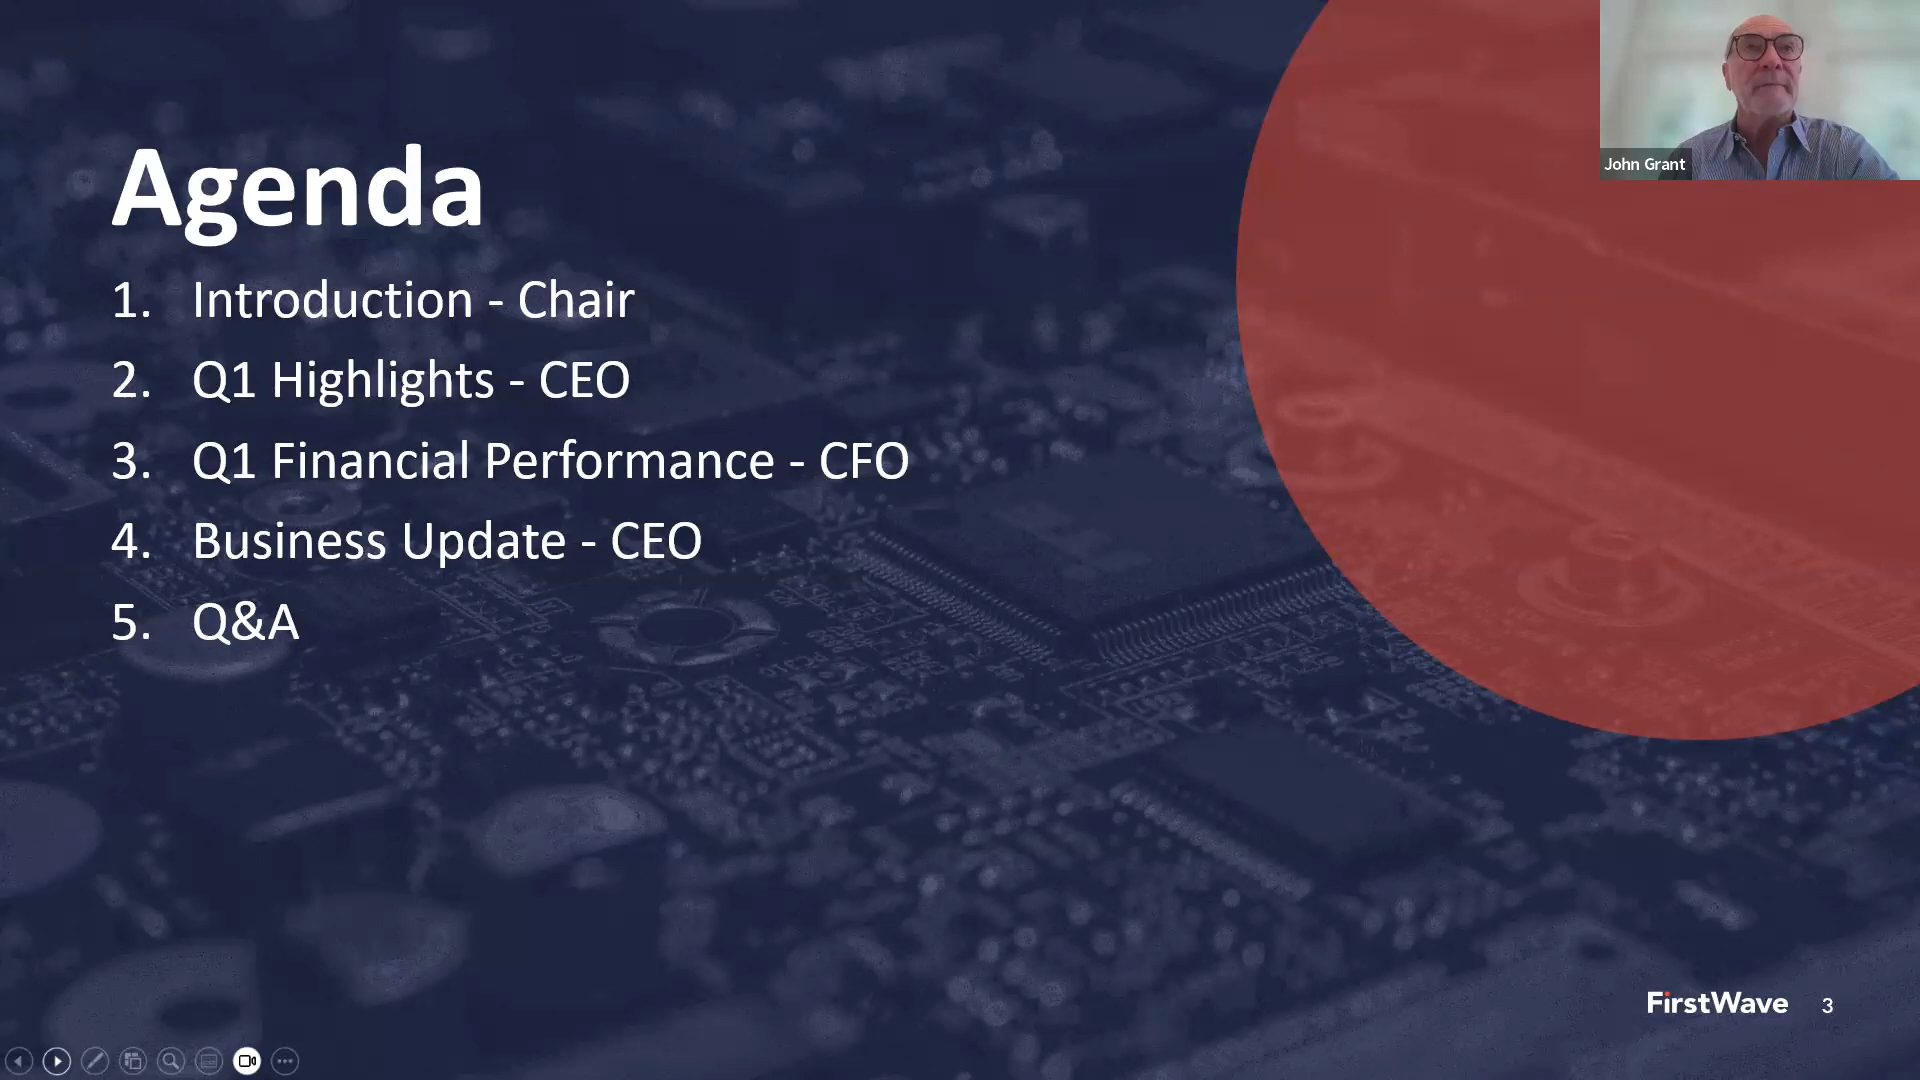 John Grant
Agenda
1. Introduction - Chair
2. Q1 Highlights - CEO
3. Q1 Financial Performance - CFO
4. Business Update - CEO
5. Q&A
FirstWave 3